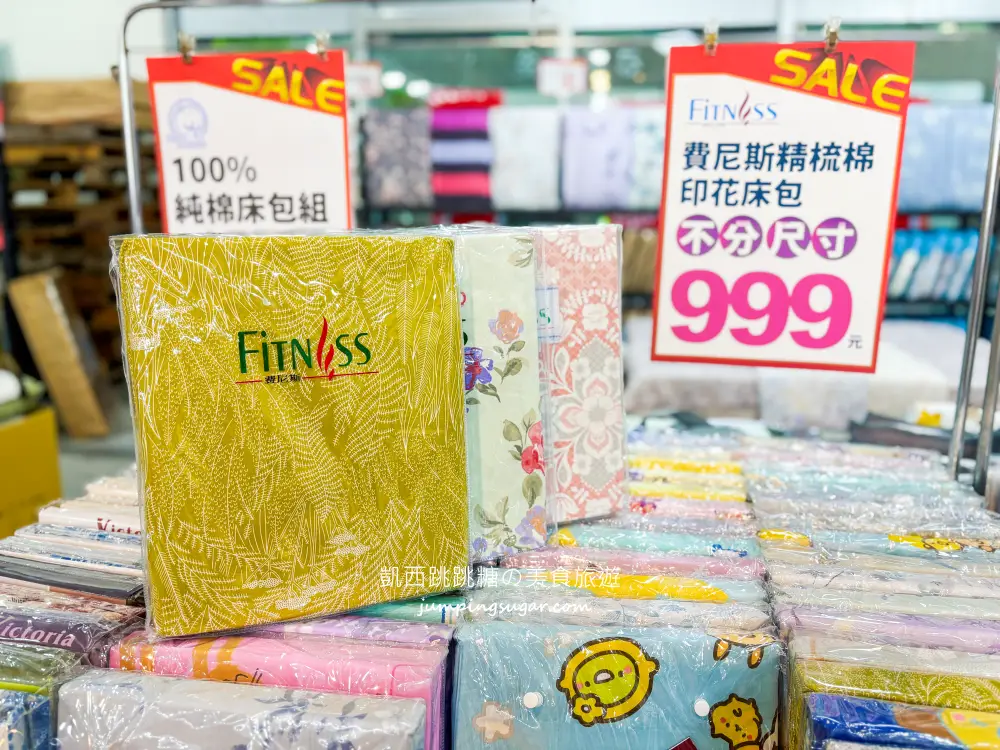 SALE
100%
純棉床包組
SALE
FITNESS
費尼斯精梳棉
印花床包
不分尺寸
999
元
FITNESS
費尼斯
凱西跳跳糖の美食旅遊
jumpingsugar.com
Victoria